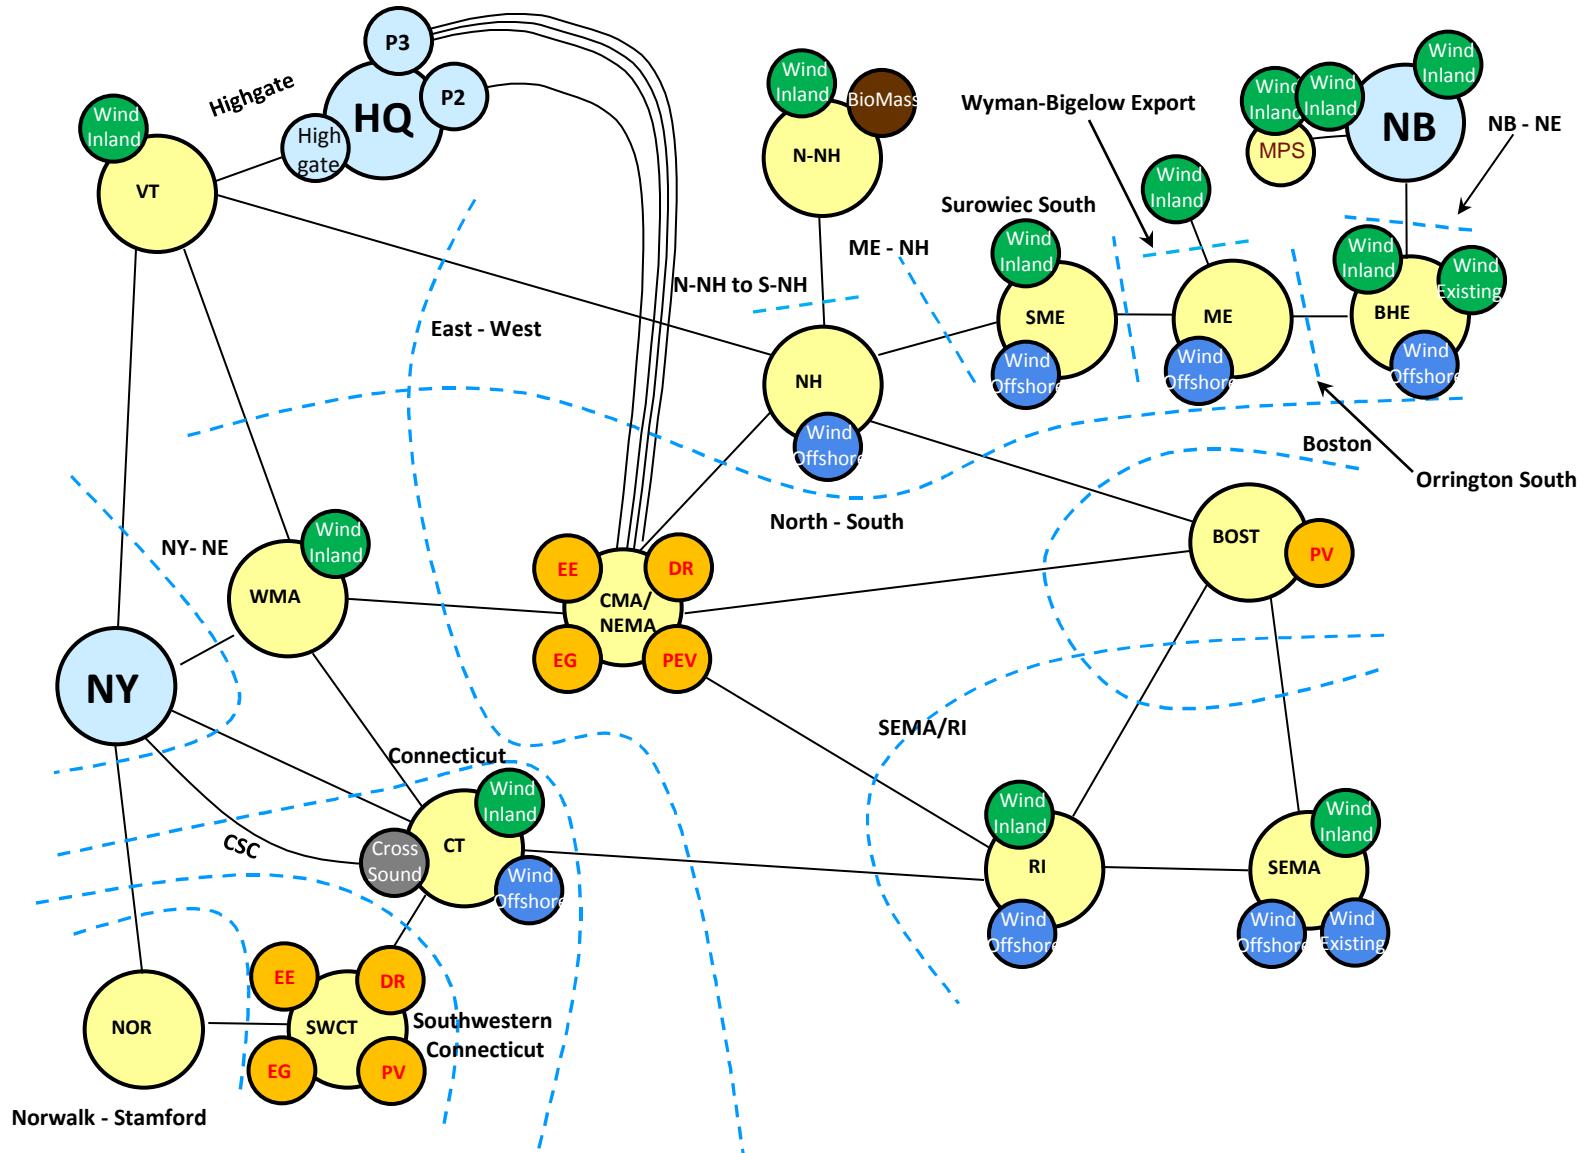 P3
Highgate
HQ
P2
High
gate
Wind
Inland
VT
Wind
Inland
BioMass
N-NH
Wyman-Bigelow Export
Wind
Inland
Wind
Inland
Wind
Inland
NB
MPS
NB - NE
Wind
Inland
Surowiec South
Wind
Inland
SME
Wind
Offshore
ME - NH
N-NH to S-NH
East - West
ME
Wind
Offshore
Wind
Inland
Wind
Existing
BHE
Wind
Offshore
NH
Wind
Offshore
Boston
Orrington South
North - South
NY- NE
Wind
Inland
WMA
EE
DR
CMA/
NEMA
EG
PEV
BOST
PV
NY
SEMA/RI
Connecticut
Wind
Inland
CT
Cross
Sound
Wind
Offshore
CSC
Wind
Inland
RI
Wind
Offshore
Wind
Inland
SEMA
Wind
Offshore
Wind
Existing
EE
DR
NOR
SWCT
Southwestern
Connecticut
EG
PV
Norwalk - Stamford